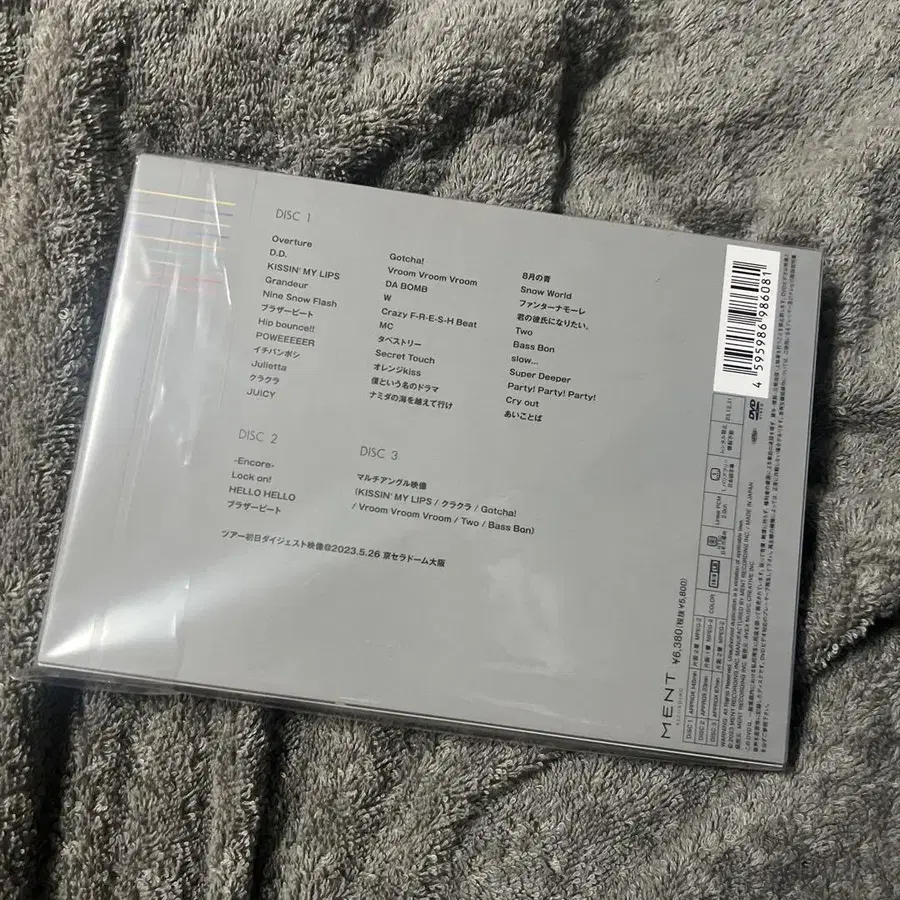 DISC 1
Overture
D.D.
KISSIN' MY LIPS
Grandeur
Nine Snow Flash
ブラザービート
Hip bounce!!
POWEEEEER
イチバンボシ
Julietta
クラクラ
JUICY
Gotcha!
Vroom Vroom Vroom
DA BOMB
W
Crazy F-R-E-S-H Beat
MC
タペストリー
Secret Touch
オレンジkiss
僕という名のドラマ
ナミダの海を越えて行け
8月の青
Snow World
ファンターナモーレ
君の彼氏になりたい。
Two
Bass Bon
slow...
Super Deeper
Party! Party! Party!
Cry out
あいことば
DISC 2
-Encore-
Lock on!
HELLO HELLO
ブラザービート
DISC 3
マルチアングル映像
(KISSIN' MY LIPS / クラクラ / Gotcha!
/ Vroom Vroom Vroom / Two / Bass Bon)
ツアー初日ダイジェスト映像@2023.5.26 京セラドーム大阪
4 595986 986081
DVD
VIDEO
MENT
RECORDING
¥6,380(税抜¥5,800)
DISC 1
DISC 2
DISC 3
COLOR